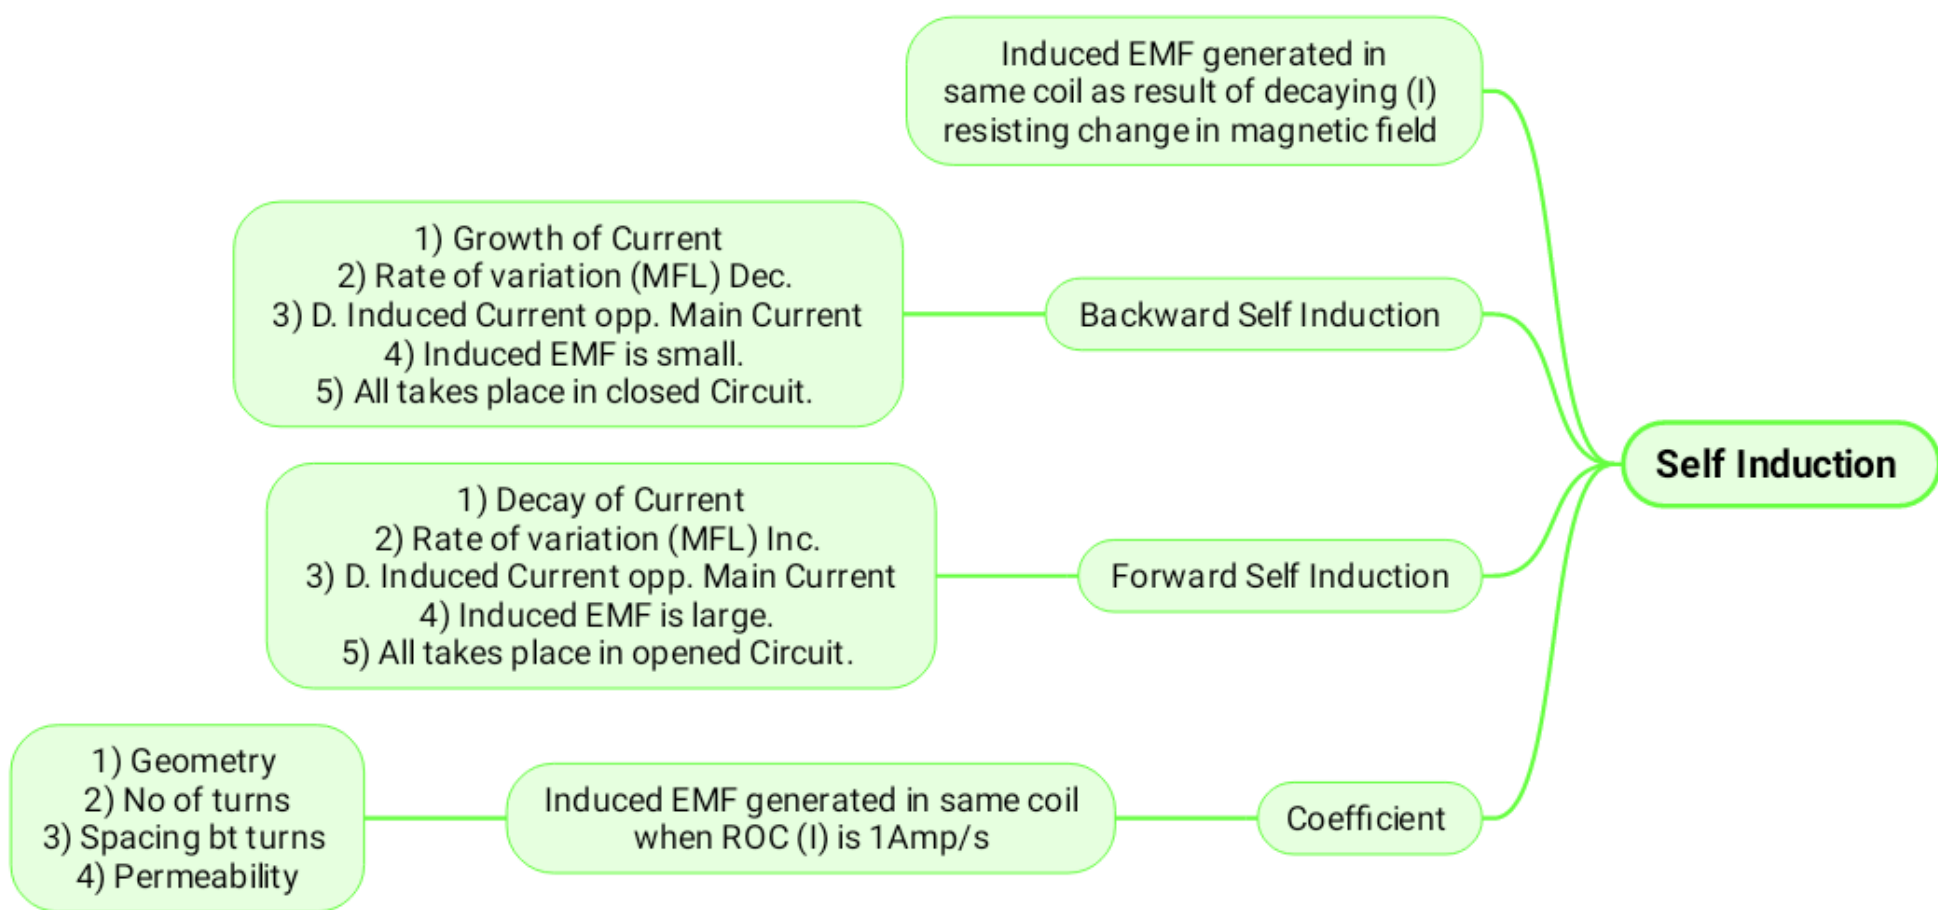 Induced EMF generated in
same coil as result of decaying (I)
resisting change in magnetic field
1) Growth of Current
2) Rate of variation (MFL) Dec.
3) D. Induced Current opp. Main Current
4) Induced EMF is small.
5) All takes place in closed Circuit.
Backward Self Induction
Self Induction
1) Decay of Current
2) Rate of variation (MFL) Inc.
3) D. Induced Current opp. Main Current
4) Induced EMF is large.
5) All takes place in opened Circuit.
Forward Self Induction
1) Geometry
2) No of turns
3) Spacing bt turns
4) Permeability
Induced EMF generated in same coil
when ROC (I) is 1Amp/s
Coefficient